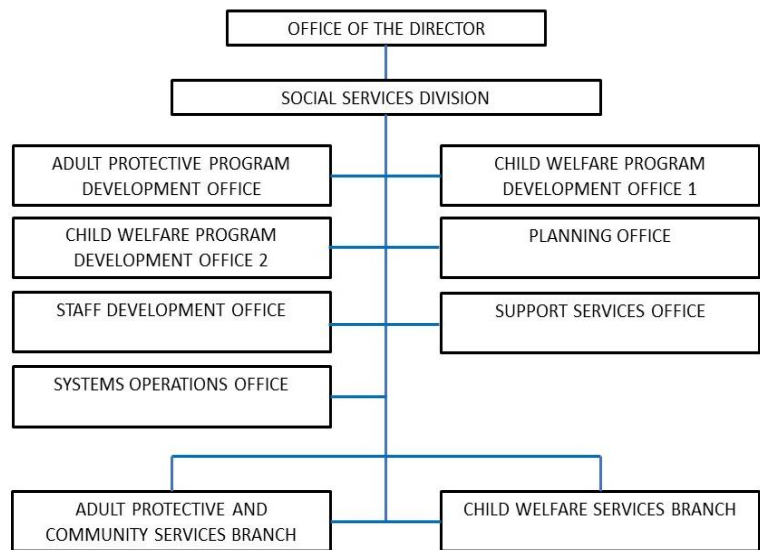 OFFICE OF THE DIRECTOR
SOCIAL SERVICES DIVISION
ADULT PROTECTIVE PROGRAM
DEVELOPMENT OFFICE
CHILD WELFARE PROGRAM
DEVELOPMENT OFFICE 1
CHILD WELFARE PROGRAM
DEVELOPMENT OFFICE 2
PLANNING OFFICE
STAFF DEVELOPMENT OFFICE
SUPPORT SERVICES OFFICE
SYSTEMS OPERATIONS OFFICE
ADULT PROTECTIVE AND
COMMUNITY SERVICES BRANCH
CHILD WELFARE SERVICES BRANCH